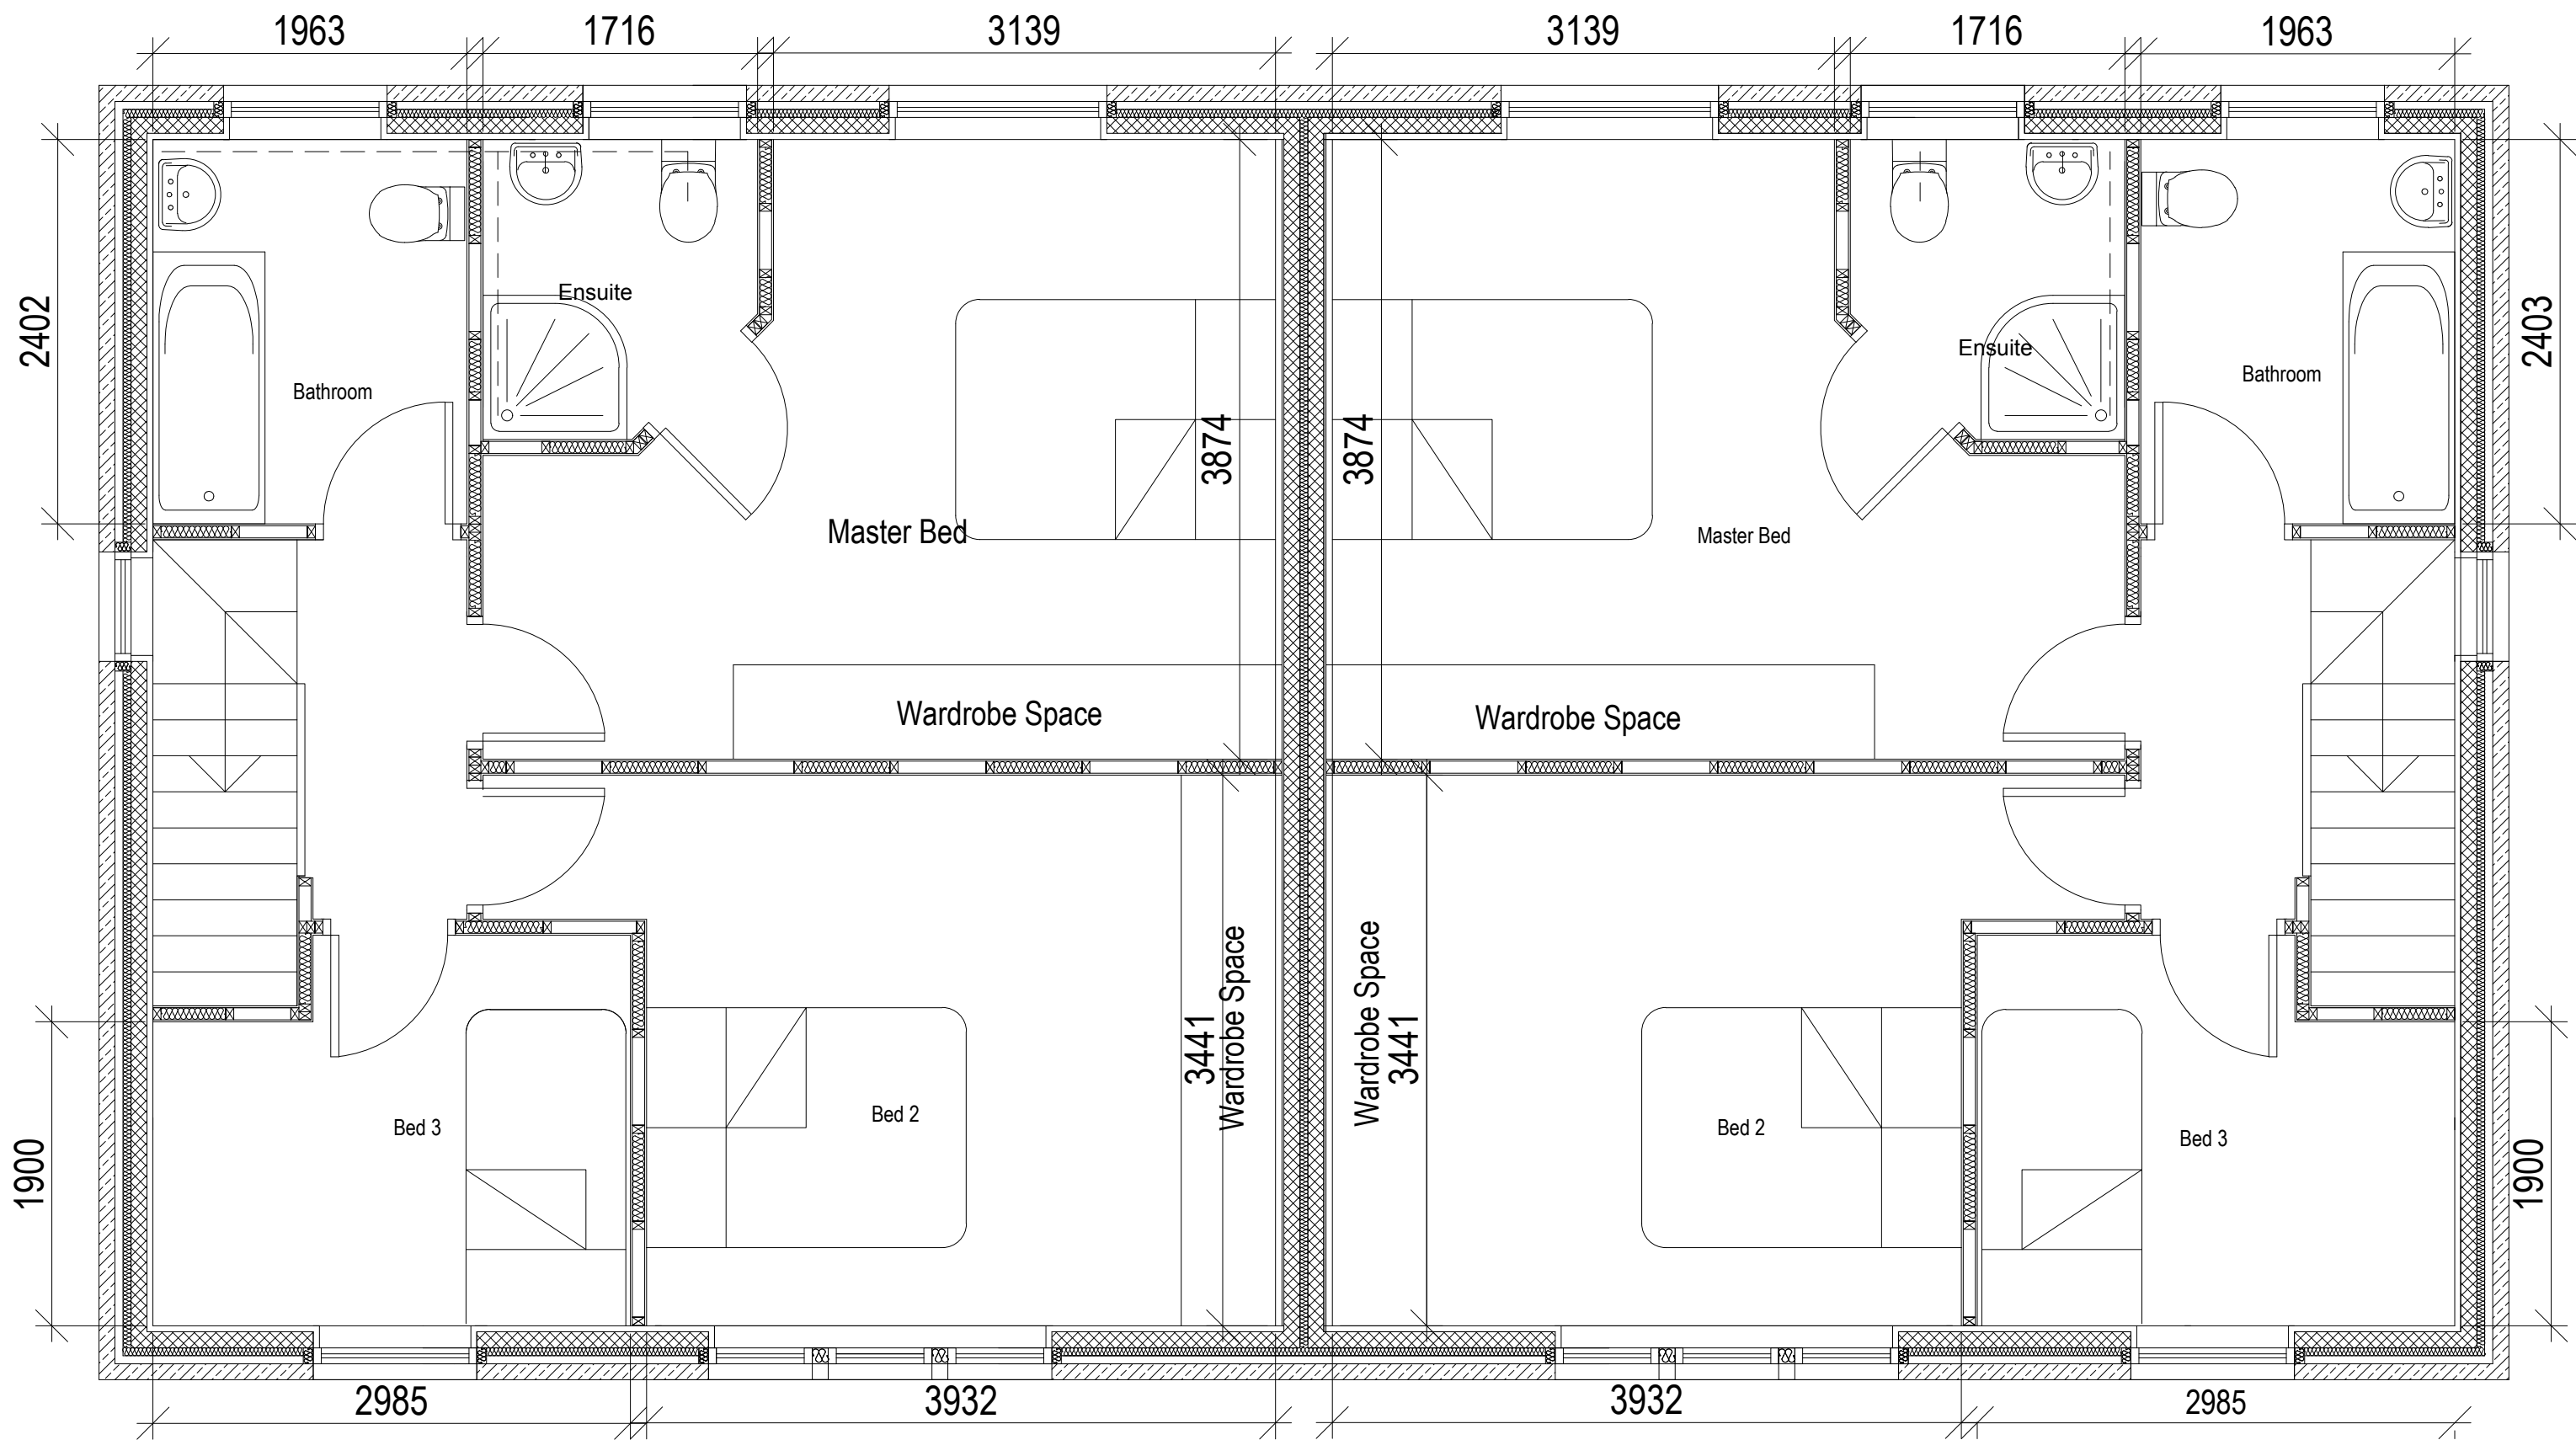 1963
1716
3139
3139
1716
1963
2402
Ensuite
Bathroom
3874
Master Bed
Wardrobe Space
3874
Ensuite
Bathroom
2403
Master Bed
Wardrobe Space
3441
Wardrobe Space
Wardrobe Space
3441
1900
Bed 3
Bed 2
Bed 2
Bed 3
1900
2985
3932
3932
2985